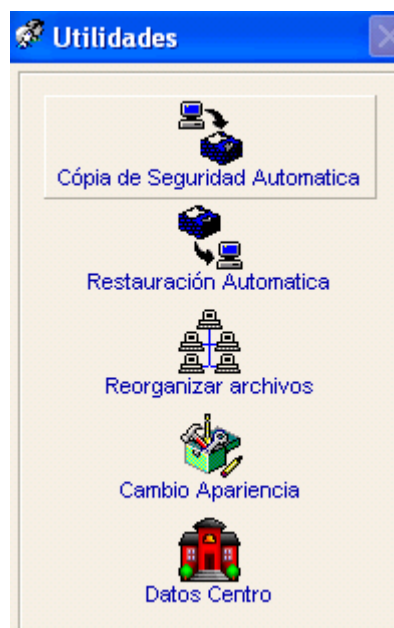 Utilidades
Cópia de Seguridad Automatica
Restauración Automatica
Reorganizar archivos
Cambio Apariencia
Datos Centro